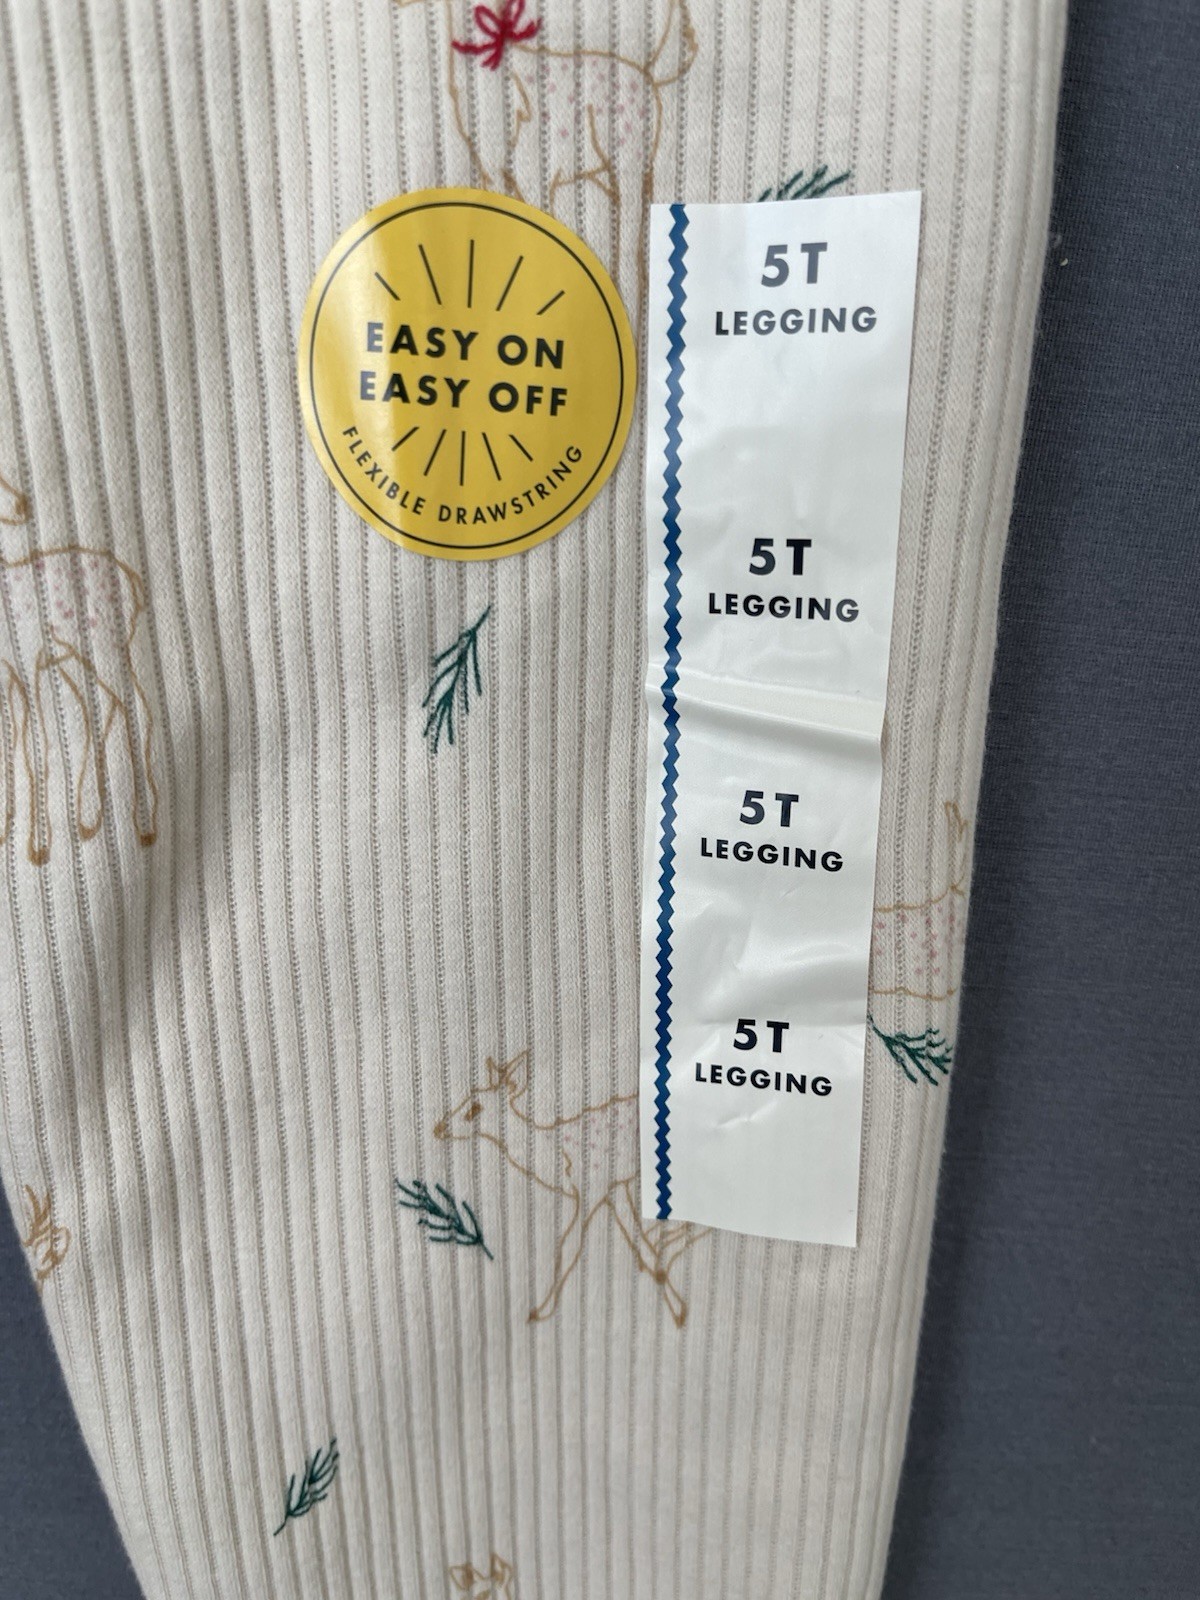 EASY ON
EASY OFF
FLEXIBLE DRAWSTRING
5T
LEGGING
5T
LEGGING
5T
LEGGING
5T
LEGGING